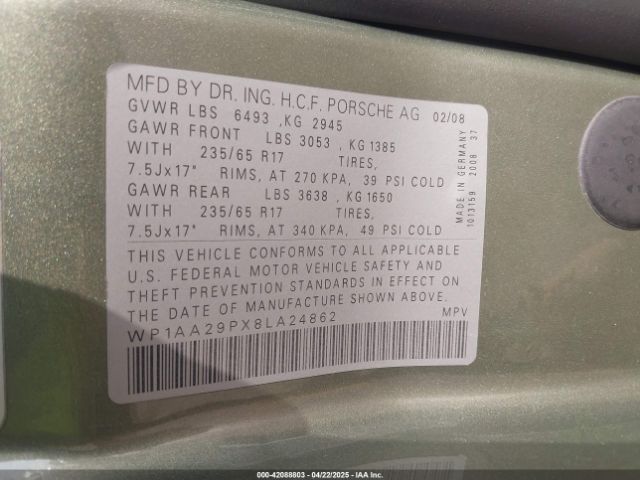 MFD BY DR. ING. H.C.F. PORSCHE AG 02/08
GVWR LBS 6493 ,KG 2945
GAWR FRONT LBS 3053 , KG 1385
WITH 235/65 R17 TIRES,
7.5Jx17" RIMS, AT 270 KPA, 39 PSI COLD
GAWR REAR LBS 3638 , KG 1650
WITH 235/65 R17 TIRES,
7.5Jx17" RIMS, AT 340 KPA, 49 PSI COLD
THIS VEHICLE CONFORMS TO ALL APPLICABLE
U.S. FEDERAL MOTOR VEHICLE SAFETY AND
THEFT PREVENTION STANDARDS IN EFFECT ON
THE DATE OF MANUFACTURE SHOWN ABOVE.
WP1AA29PX8LA24862 MPV
MADE IN GERMANY
1013159 2008 37
000-42088803 - 04/22/2025 - IAA Inc.